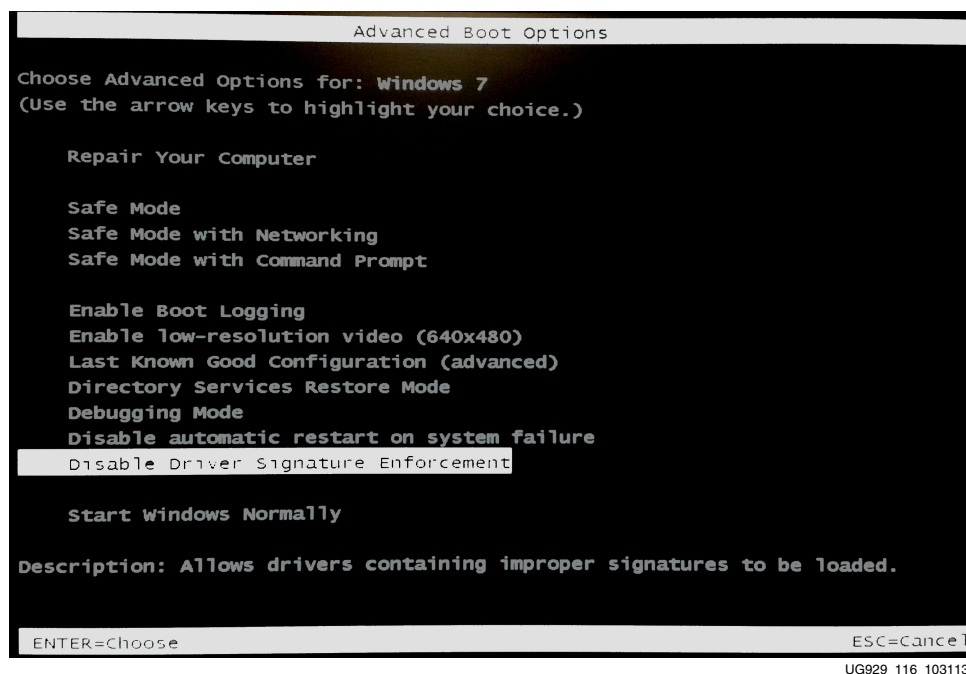 Advanced Boot Options
Choose Advanced Options for: Windows 7
(Use the arrow keys to highlight your choice.)
Repair Your Computer
Safe Mode
Safe Mode with Networking
Safe Mode with Command Prompt
Enable Boot Logging
Enable low-resolution video (640x480)
Last Known Good Configuration (advanced)
Directory Services Restore Mode
Debugging Mode
Disable automatic restart on system failure
Disable Driver Signature Enforcement
Start Windows Normally
Description: Allows drivers containing improper signatures to be loaded.
ENTER=Choose ESC=Cancel
UG929_116_103113